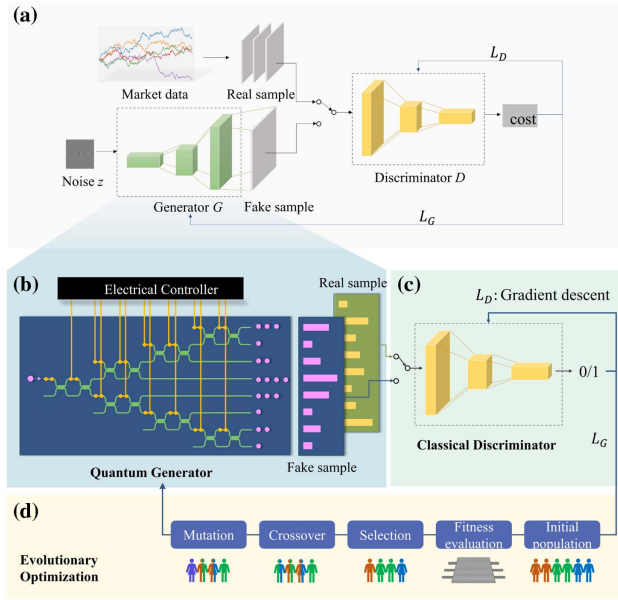 (a)
Market data
Real sample
Noise z
Generator G
Fake sample
Discriminator D
cost
L_D
L_G
(b)
Electrical Controller
Real sample
Quantum Generator
Fake sample
(c)
L_D: Gradient descent
0/1
Classical Discriminator
L_G
(d)
Evolutionary
Optimization
Mutation
Crossover
Selection
Fitness
evaluation
Initial
population